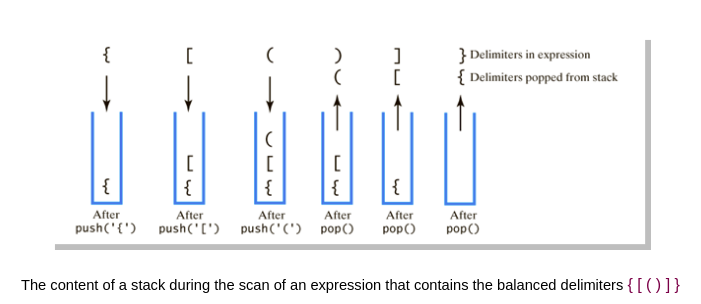 { [ ( ) ] } Delimiters in expression
( [ { Delimiters popped from stack
(
[ [ [
{ { { { {
After After After After After After
push('{') push('[') push('(') pop() pop() pop()
The content of a stack during the scan of an expression that contains the balanced delimiters { [ ( ) ] }